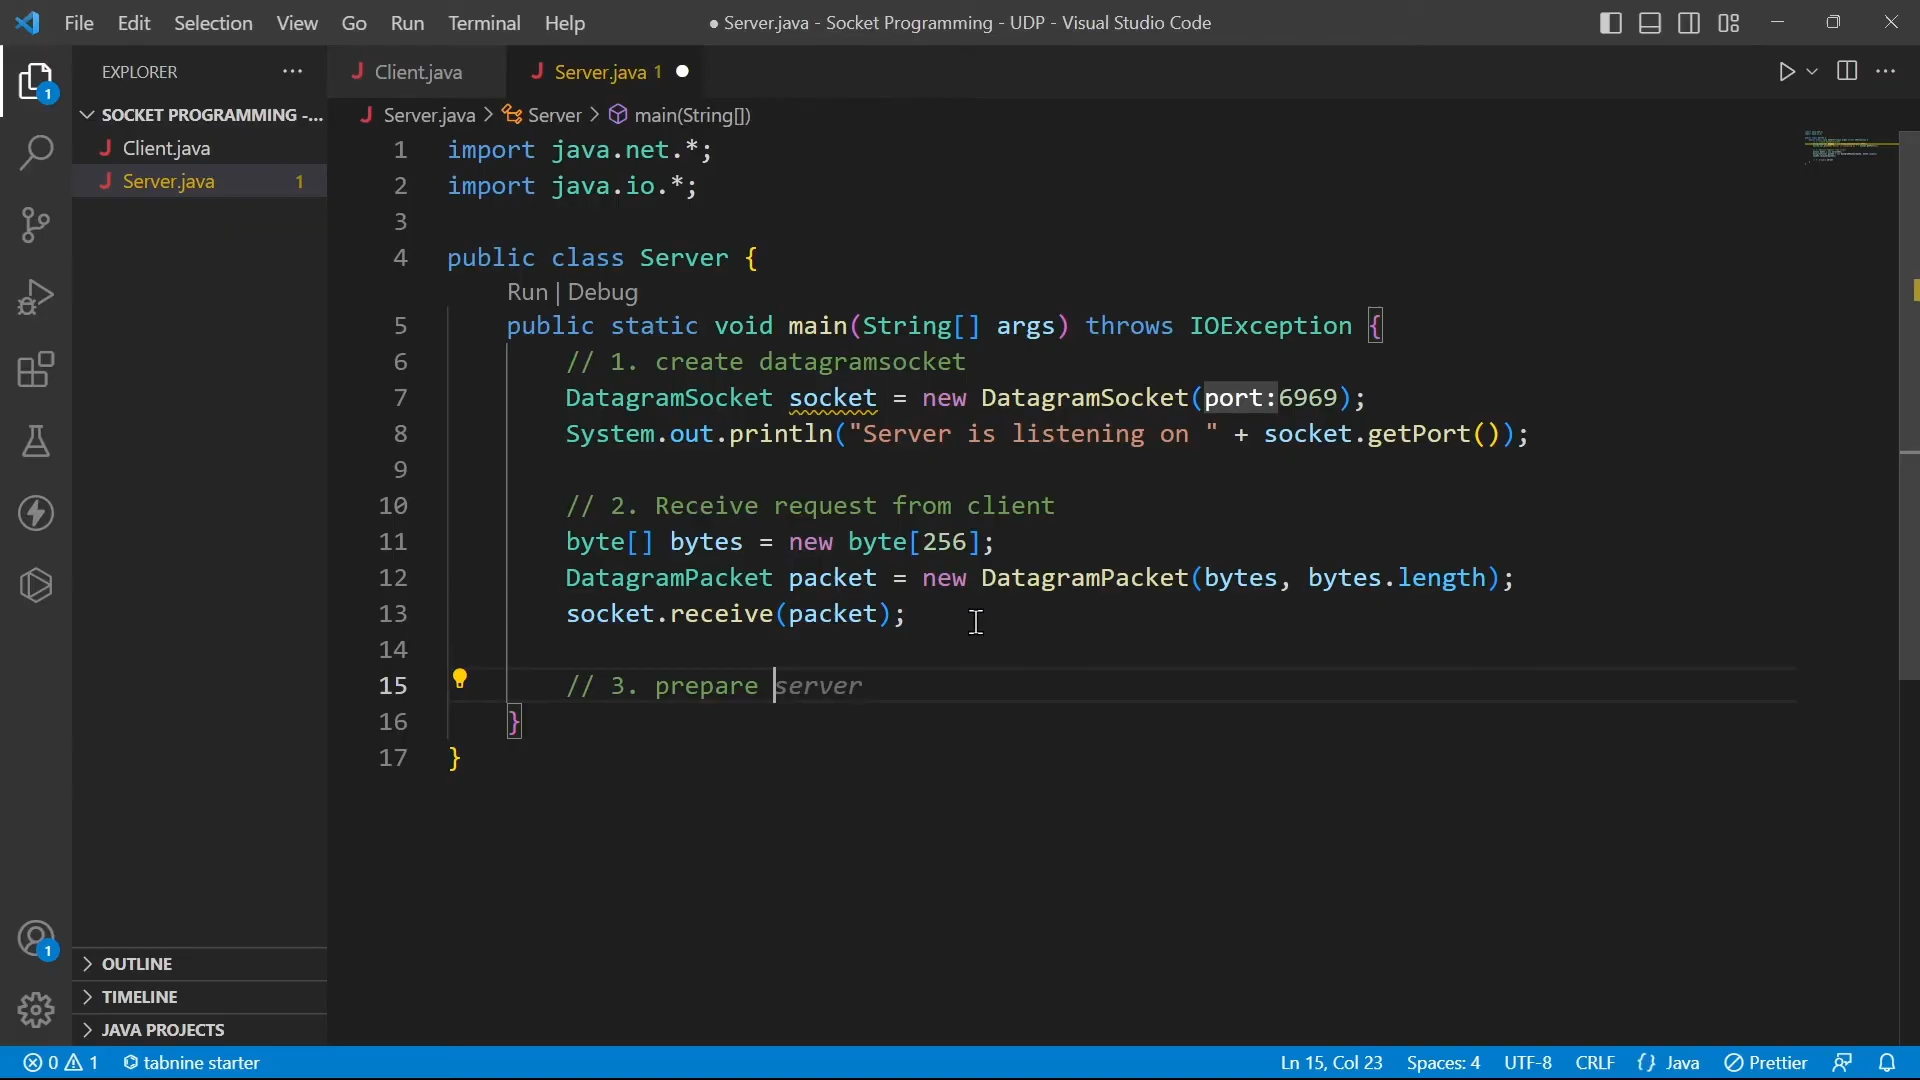 File Edit Selection View Go Run Terminal Help
● Server.java - Socket Programming - UDP - Visual Studio Code
EXPLORER
SOCKET PROGRAMMING -...
Client.java
Server.java 1
1
Client.java
Server.java 1
Server.java > Server > main(String[])
1 import java.net.*;
2 import java.io.*;
3
4 public class Server {
Run | Debug
5 public static void main(String[] args) throws IOException {
6 // 1. create datagramsocket
7 DatagramSocket socket = new DatagramSocket(port:6969);
8 System.out.println("Server is listening on " + socket.getPort());
9
10 // 2. Receive request from client
11 byte[] bytes = new byte[256];
12 DatagramPacket packet = new DatagramPacket(bytes, bytes.length);
13 socket.receive(packet);
14
15 // 3. prepare server
16 }
17 }
1
OUTLINE
TIMELINE
JAVA PROJECTS
0 1 tabnine starter
Ln 15, Col 23 Spaces: 4 UTF-8 CRLF {} Java Prettier